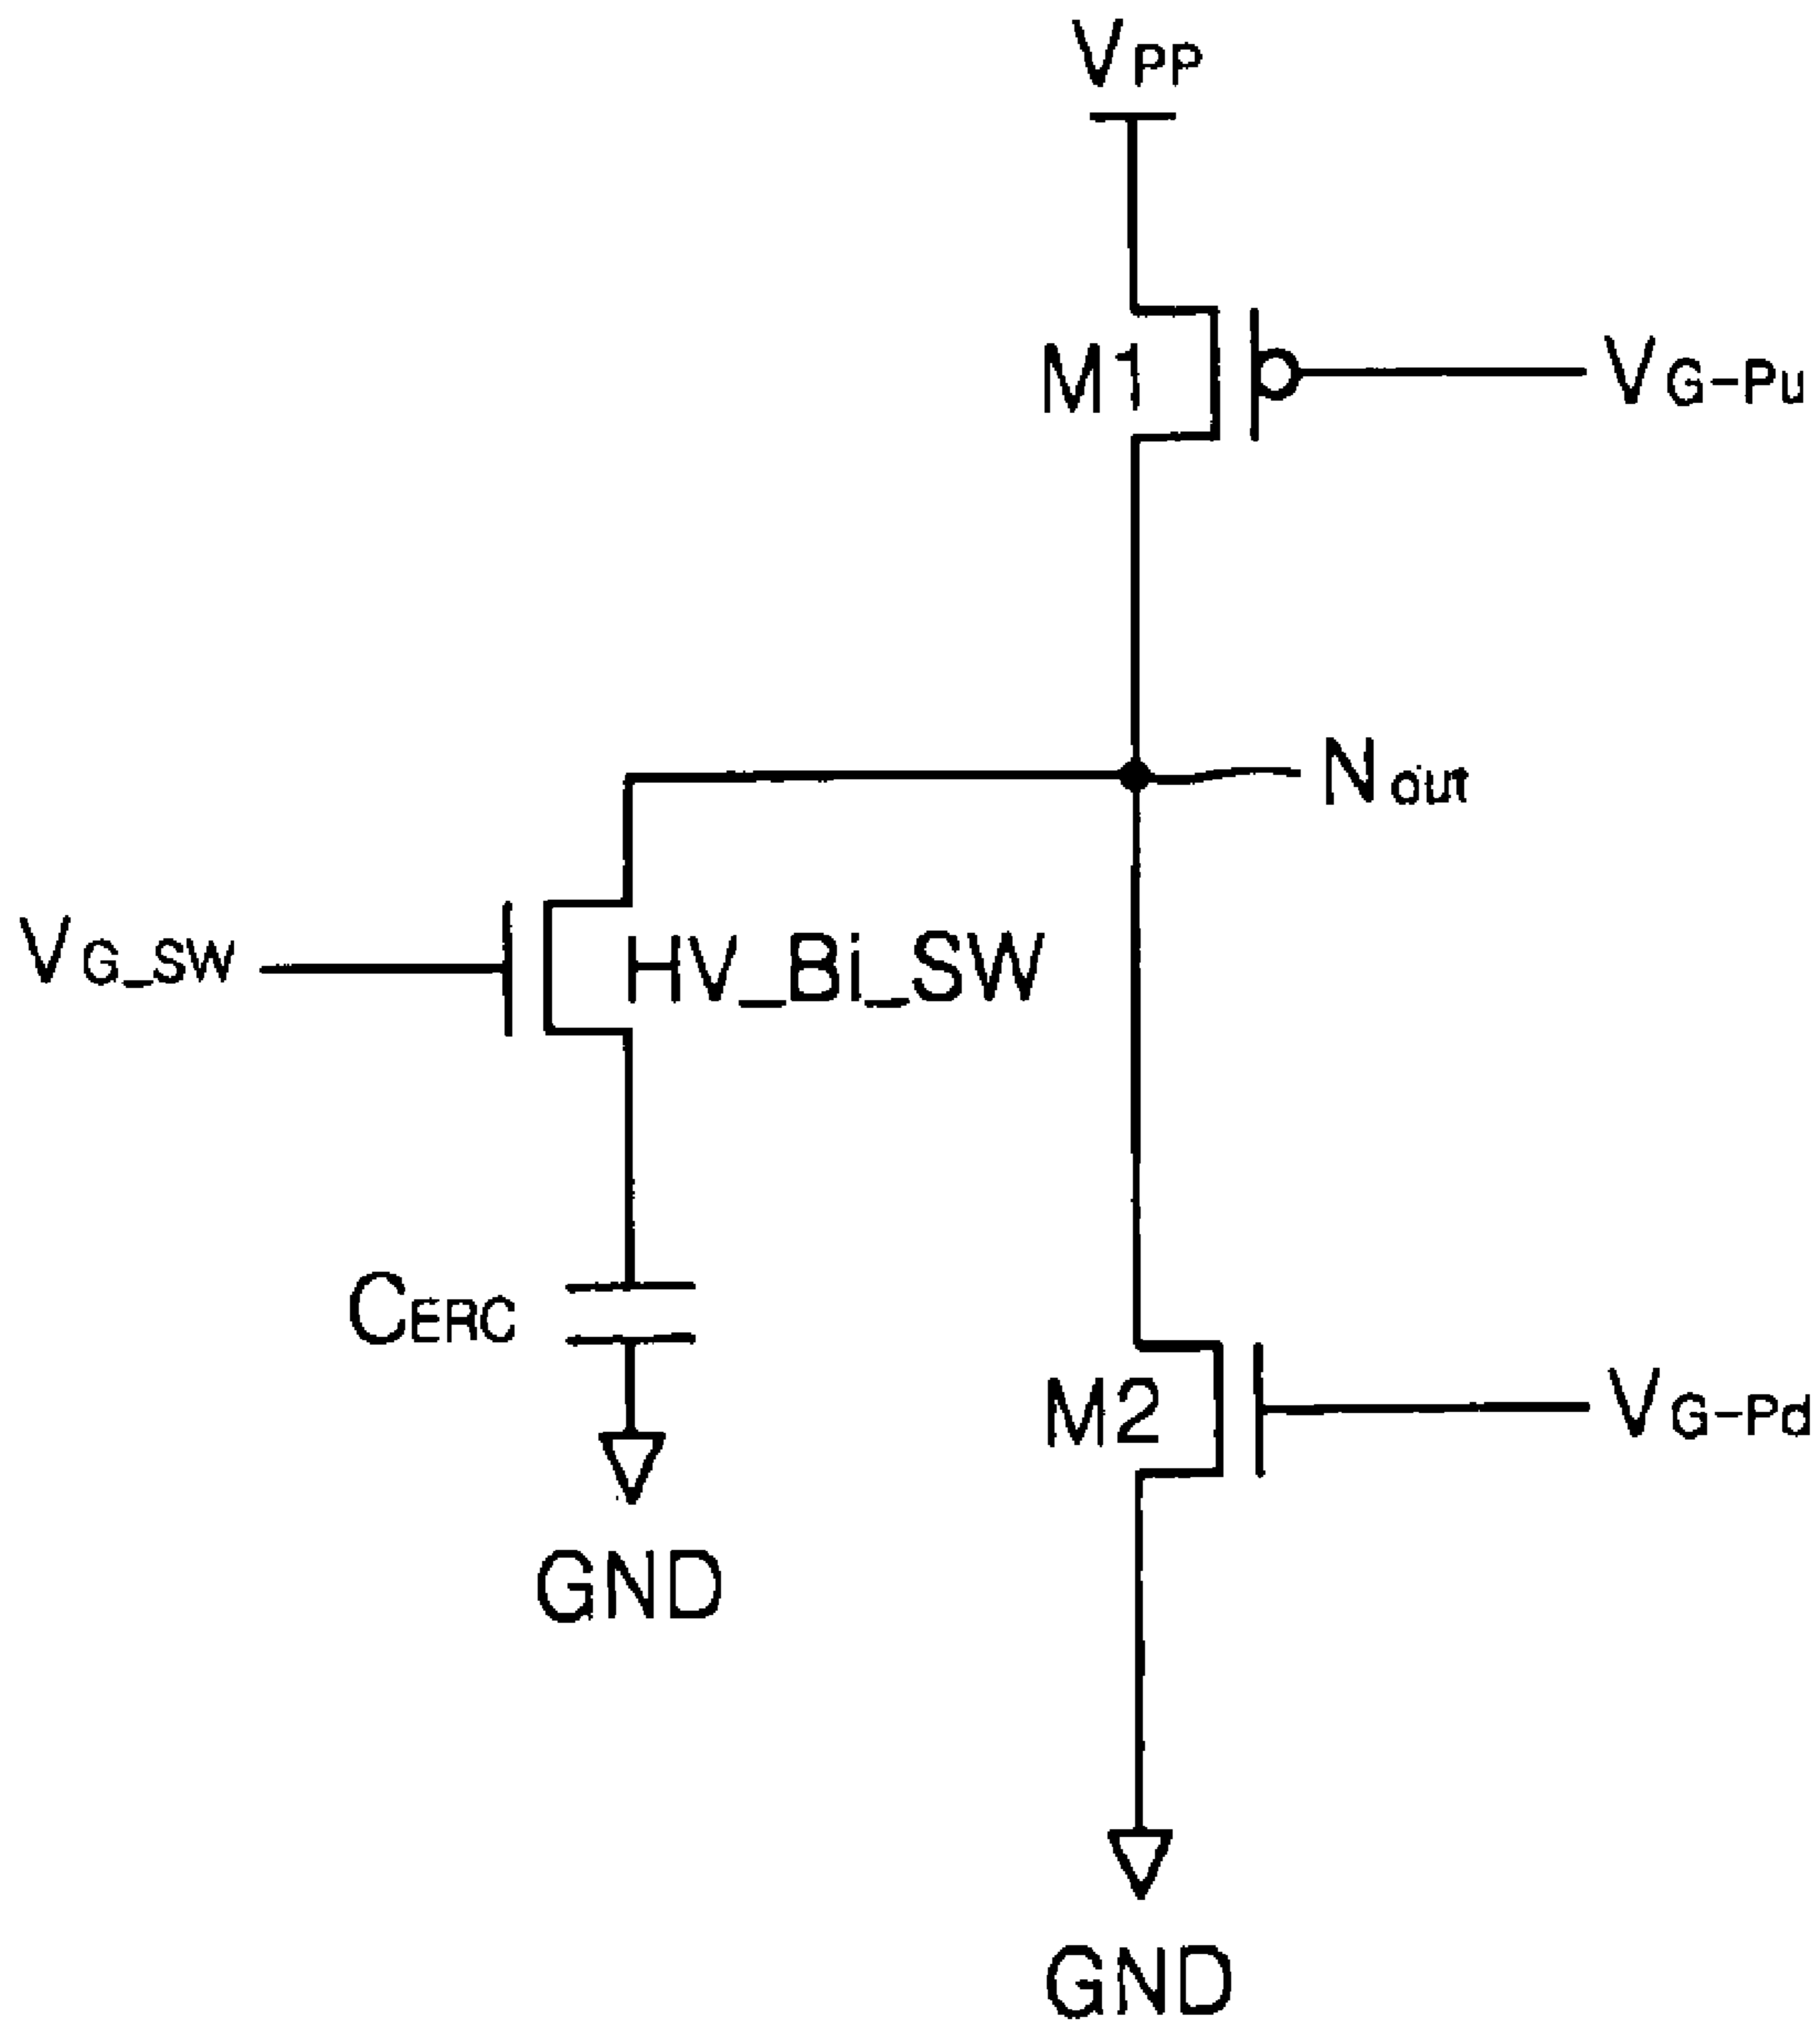 VPP
M1
VG-Pu
Nout
VG_SW
HV_Bi_SW
CERC
M2
VG-Pd
GND
GND